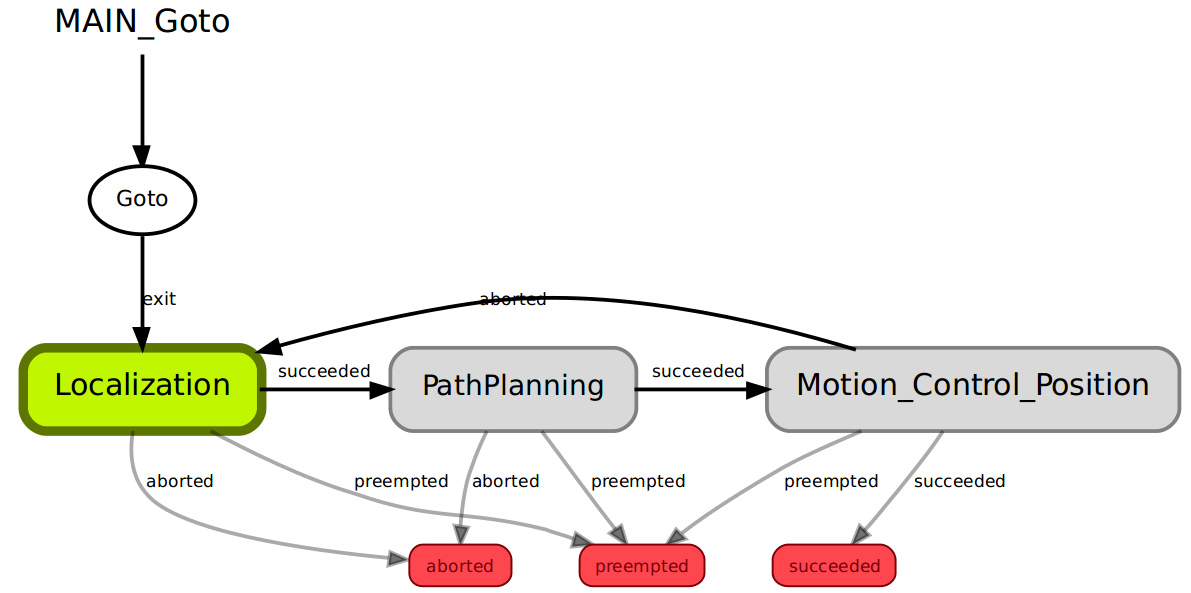 MAIN_Goto
Goto
exit
aborted
Localization
succeeded
PathPlanning
succeeded
Motion_Control_Position
aborted
preempted
aborted
preempted
preempted
succeeded
aborted
preempted
succeeded